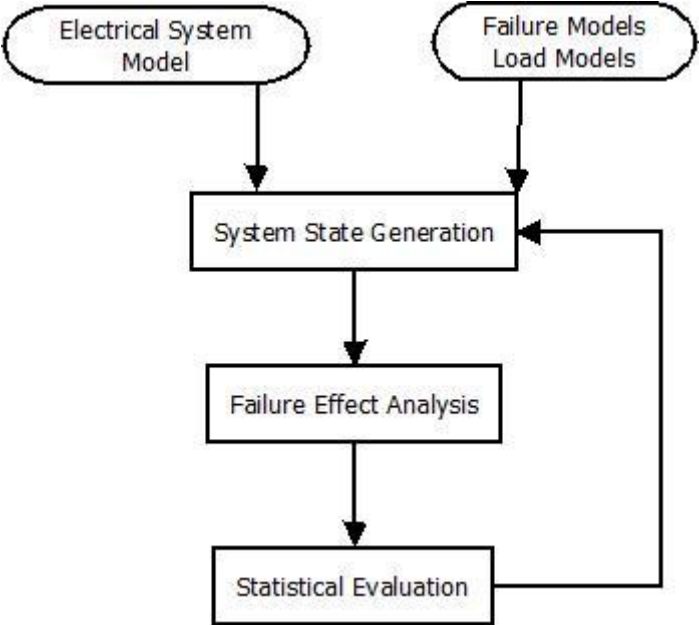 Electrical System
Model
Failure Models
Load Models
System State Generation
Failure Effect Analysis
Statistical Evaluation